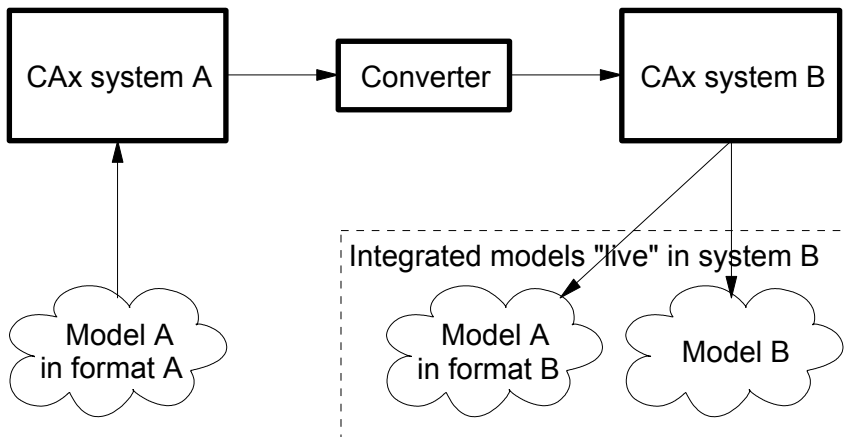 CAx system A
Converter
CAx system B
Integrated models "live" in system B
Model A
in format A
Model A
in format B
Model B